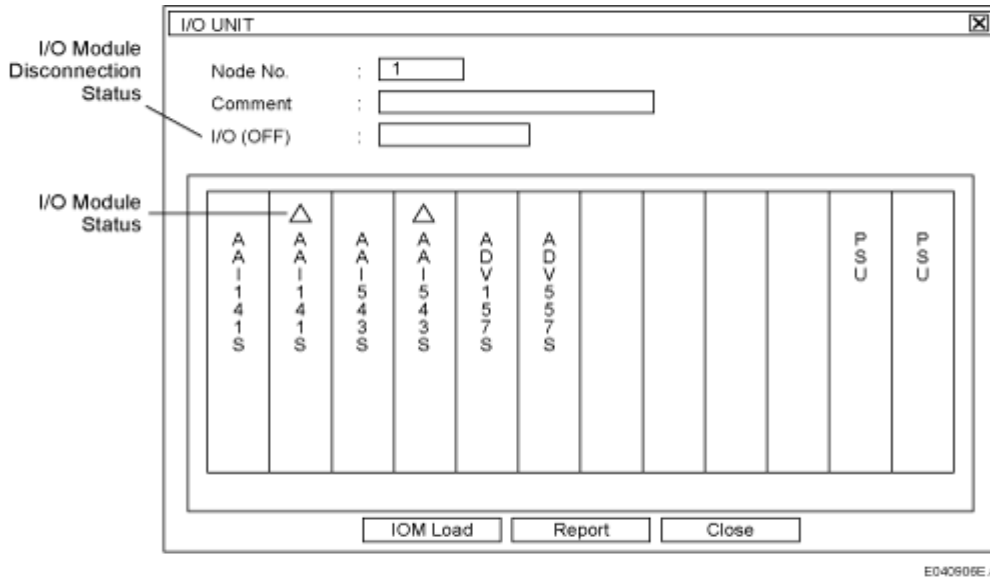 I/O UNIT
I/O Module
Disconnection
Status
Node No. : 1
Comment :
I/O (OFF) :
I/O Module
Status
AAI141S
AAI141S
AAI543S
AAI543S
ADV157S
ADV557S
PSU
PSU
IOM Load
Report
Close
E040906E